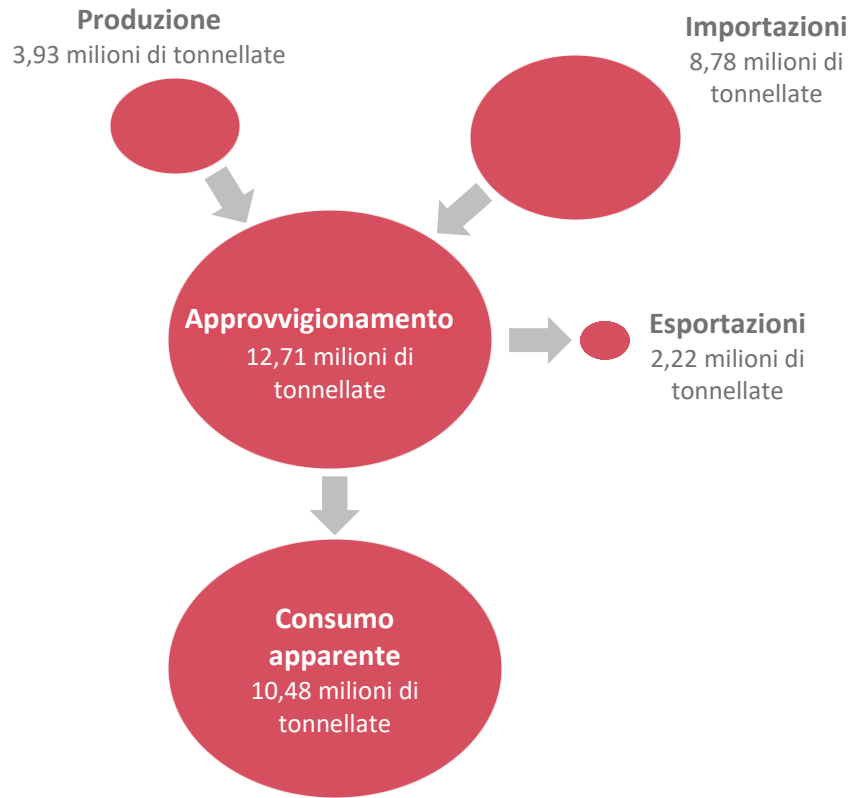 Produzione
3,93 milioni di tonnellate
Importazioni
8,78 milioni di
tonnellate
Approvvigionamento
12,71 milioni di
tonnellate
Esportazioni
2,22 milioni di
tonnellate
Consumo
apparente
10,48 milioni di
tonnellate